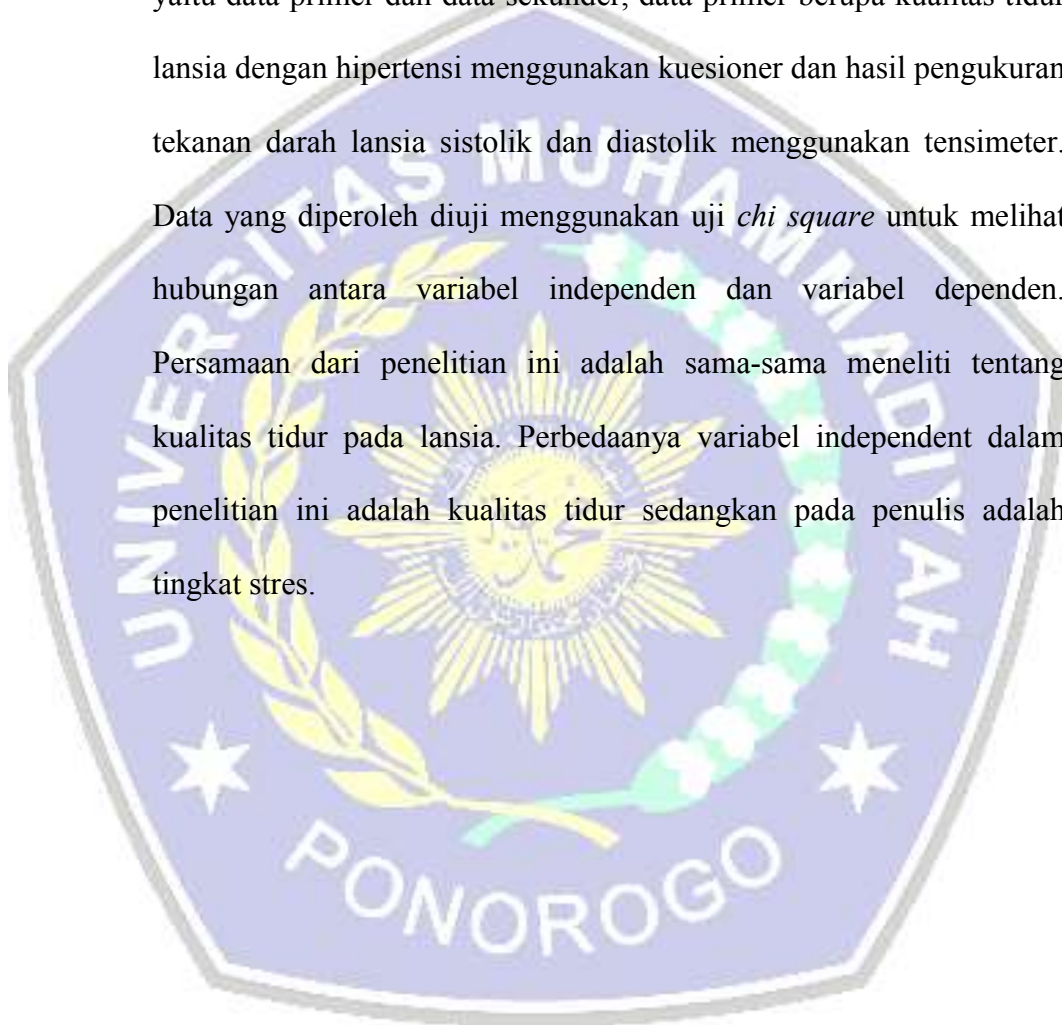 yaitu data primer dan data sekunder, data primer berupa kualitas tidur
lansia dengan hipertensi menggunakan kuesioner dan hasil pengukuran
tekanan darah lansia sistolik dan diastolik menggunakan tensimeter.
Data yang diperoleh diuji menggunakan uji chi square untuk melihat
hubungan antara variabel independen dan variabel dependen.
Persamaan dari penelitian ini adalah sama-sama meneliti tentang
kualitas tidur pada lansia. Perbedaanya variabel independent dalam
penelitian ini adalah kualitas tidur sedangkan pada penulis adalah
tingkat stres.
UNIVERSITAS MUHAMMADIYAH
PONOROGO